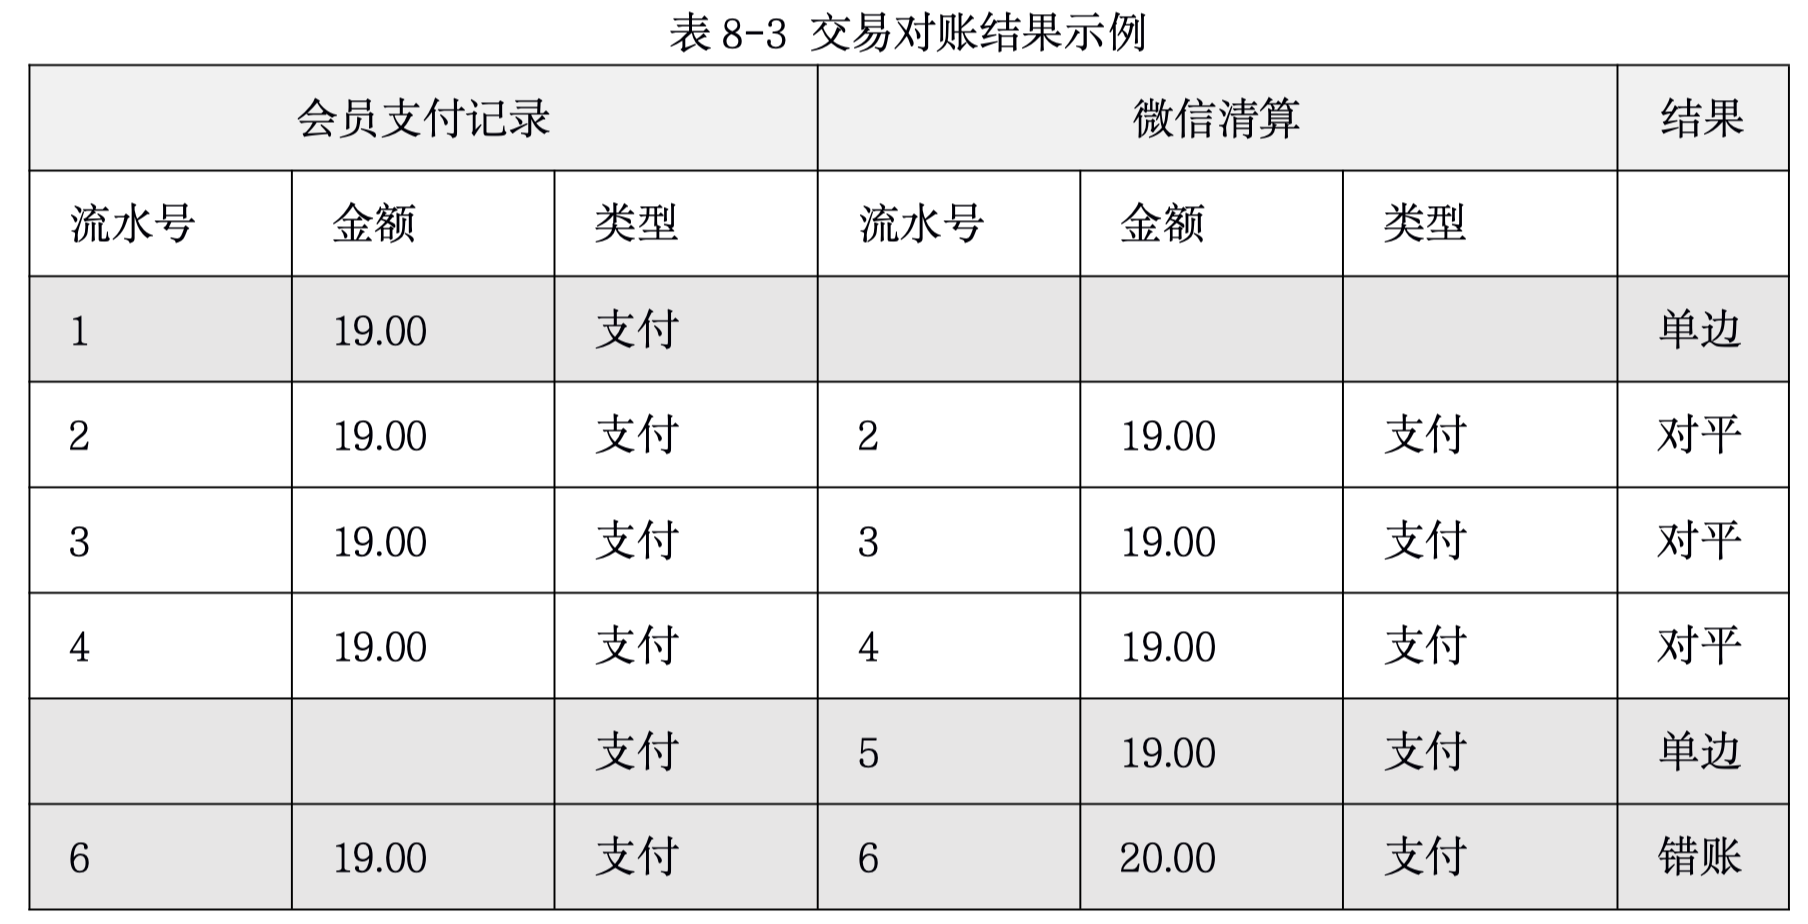 表 8-3 交易对账结果示例
会员支付记录 微信清算 结果
流水号 金额 类型 流水号 金额 类型
1 19.00 支付 单边
2 19.00 支付 2 19.00 支付 对平
3 19.00 支付 3 19.00 支付 对平
4 19.00 支付 4 19.00 支付 对平
支付 5 19.00 支付 单边
6 19.00 支付 6 20.00 支付 错账